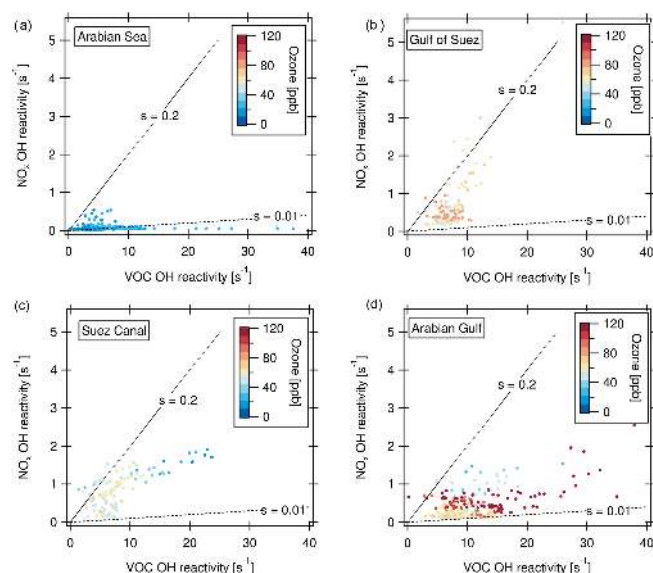 (a)
Arabian Sea
NOx OH reactivity [s⁻¹]
5
4
3
2
1
0
0 10 20 30 40
VOC OH reactivity [s⁻¹]
s = 0.2
s = 0.01
120
80
40
0
Ozone [ppb]
(b)
Gulf of Suez
NOx OH reactivity [s⁻¹]
5
4
3
2
1
0
0 10 20 30 40
VOC OH reactivity [s⁻¹]
s = 0.2
s = 0.01
120
80
40
0
Ozone [ppb]
(c)
Suez Canal
NOx OH reactivity [s⁻¹]
5
4
3
2
1
0
0 10 20 30 40
VOC OH reactivity [s⁻¹]
s = 0.2
s = 0.01
120
80
40
0
Ozone [ppb]
(d)
Arabian Gulf
NOx OH reactivity [s⁻¹]
5
4
3
2
1
0
0 10 20 30 40
VOC OH reactivity [s⁻¹]
s = 0.2
s = 0.01
120
80
40
0
Ozone [ppb]